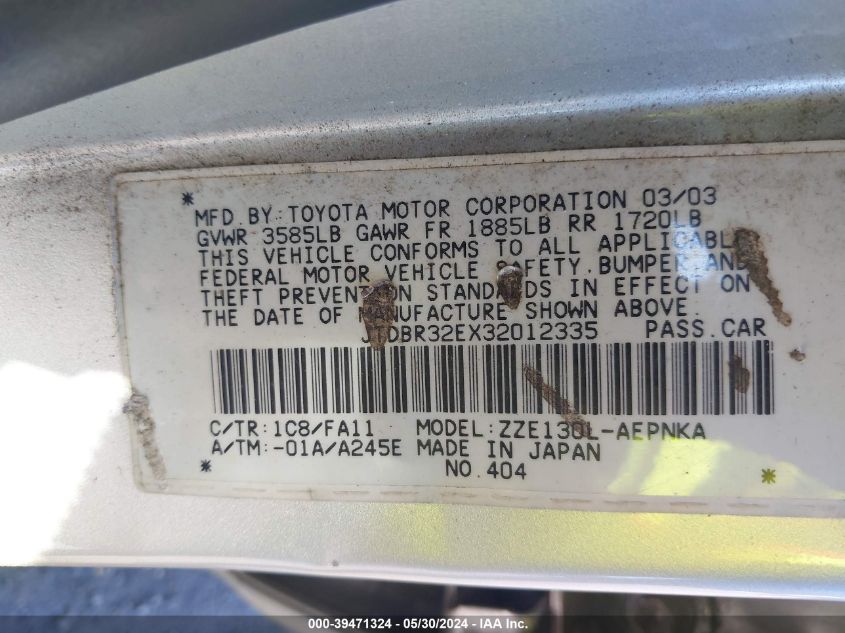 * MFD.BY:TOYOTA MOTOR CORPORATION 03/03
GVWR 3585LB GAWR FR 1885LB RR 1720LB
THIS VEHICLE CONFORMS TO ALL APPLICABLE
FEDERAL MOTOR VEHICLE SAFETY.BUMPER AND
THEFT PREVENTION STANDARDS IN EFFECT ON
THE DATE OF MANUFACTURE SHOWN ABOVE.
JTDBR32EX32012335 PASS.CAR
C/TR:1C8/FA11 MODEL:ZZE130L-AEPNKA
A/TM:-01A/A245E MADE IN JAPAN
* NO.404 *
000-39471324 | 05/30/2024 | IAA Inc.